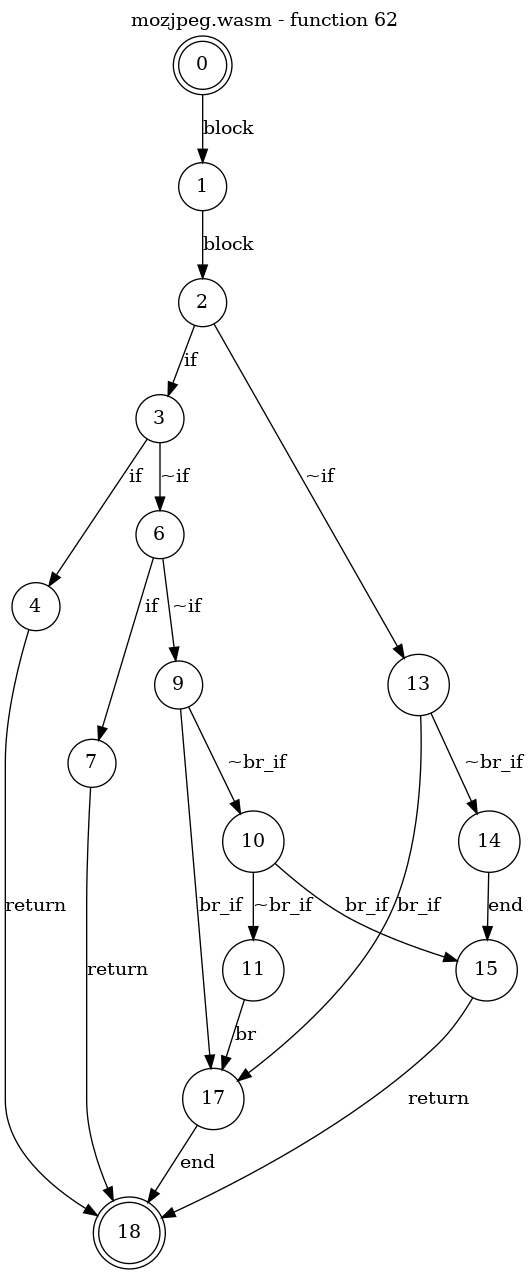 mozjpeg.wasm - function 62
0
block
1
block
2
if
3
~if
if
~if
6
4
if
~if
9
13
7
~br_if
~br_if
10
14
return
br_if
~br_if
br_if
br_if
end
return
11
15
br
17
return
end
18